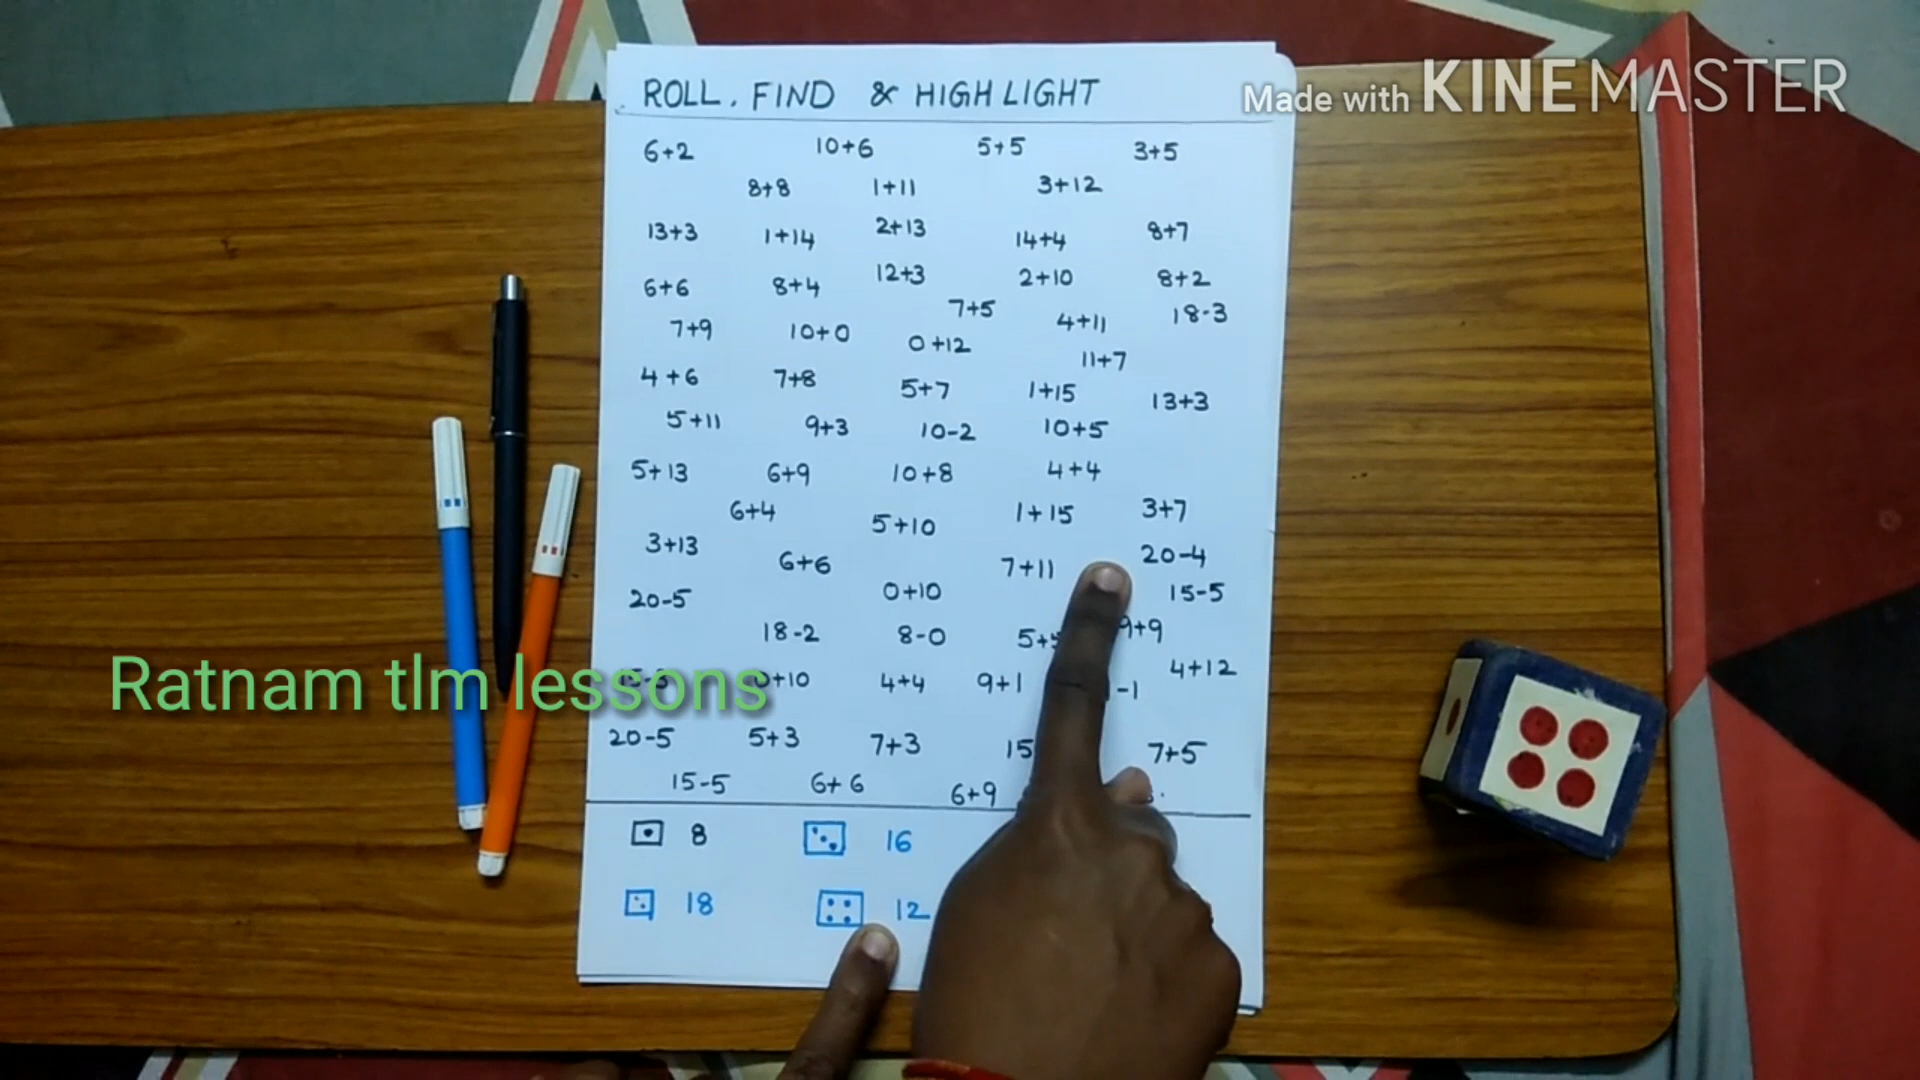 ROLL, FIND & HIGHLIGHT
Made with KINEMASTER
6+2 10+6 5+5 3+5
8+8 1+11 3+12
13+3 1+14 2+13 14+4 8+7
6+6 8+4 12+3 2+10 8+2
7+5 4+11 18-3
7+9 10+0 0+12 11+7
4+6 7+8 5+7 1+15 13+3
5+11 9+3 10-2 10+5
5+13 6+9 10+8 4+4
6+4 5+10 1+15 3+7
3+13 6+6 7+11 20-4
20-5 0+10 15-5
18-2 8-0 9+9
4+4 9+1 4+12
Ratnam tlm lessons
20-5 5+3 7+3 15 7+5
15-5 6+6 6+9
8 16
18 12